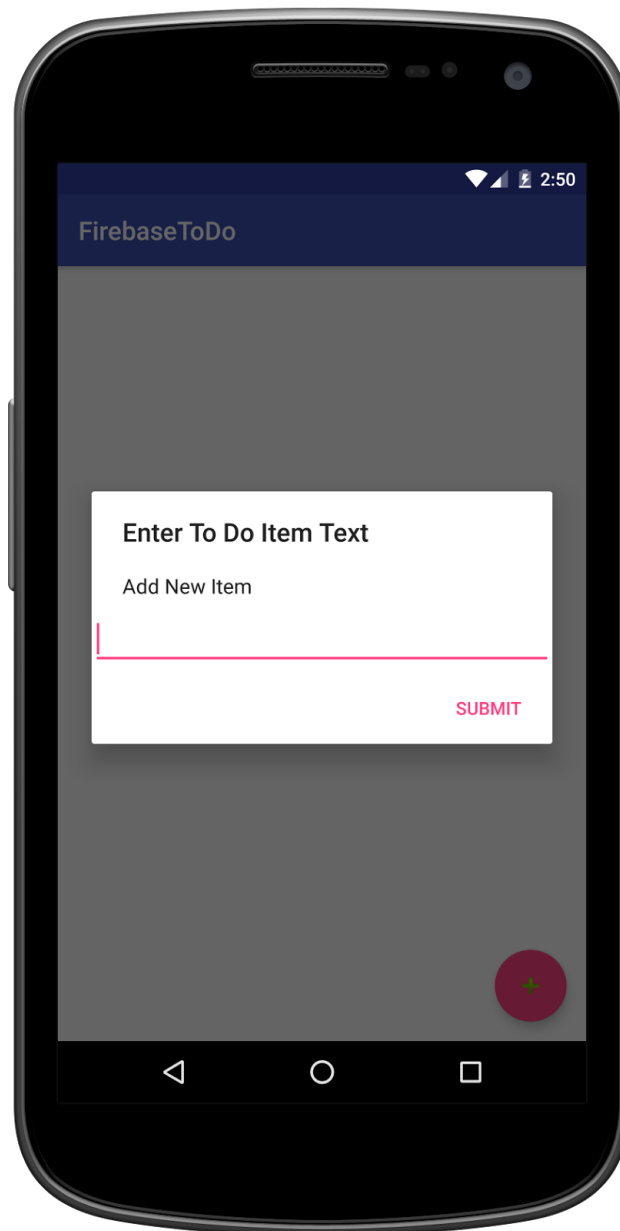 2:50
FirebaseToDo
Enter To Do Item Text
Add New Item
SUBMIT